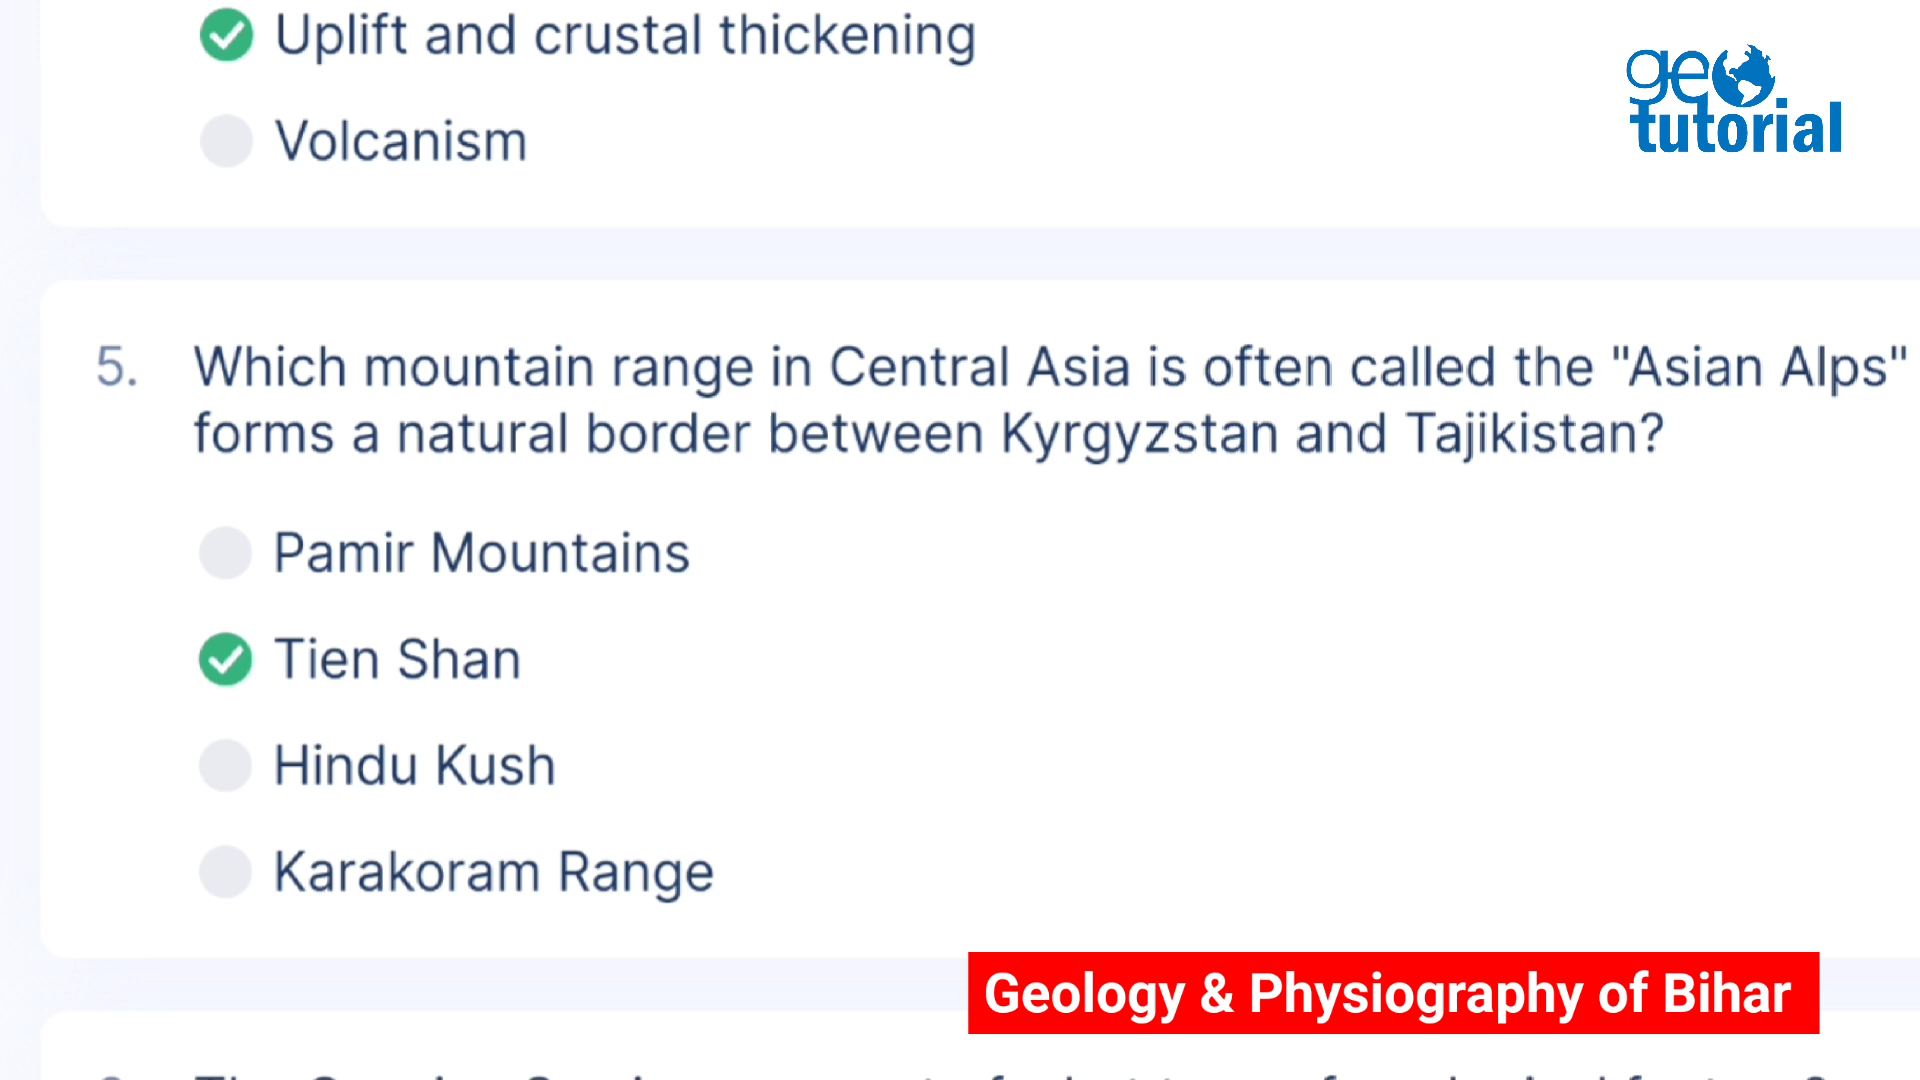 Uplift and crustal thickening
Volcanism
geo
tutorial
5. Which mountain range in Central Asia is often called the "Asian Alps"
forms a natural border between Kyrgyzstan and Tajikistan?
Pamir Mountains
Tien Shan
Hindu Kush
Karakoram Range
Geology & Physiography of Bihar